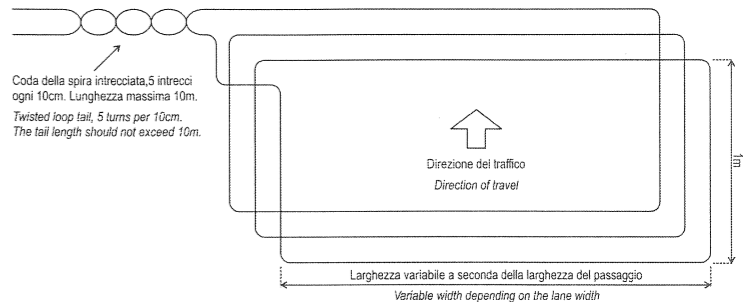 Coda della spira intrecciata,5 intrecci
ogni 10cm. Lunghezza massima 10m.
Twisted loop tail, 5 turns per 10cm.
The tail length should not exceed 10m.
Direzione del traffico
Direction of travel
1m
Larghezza variabile a seconda della larghezza del passaggio
Variable width depending on the lane width